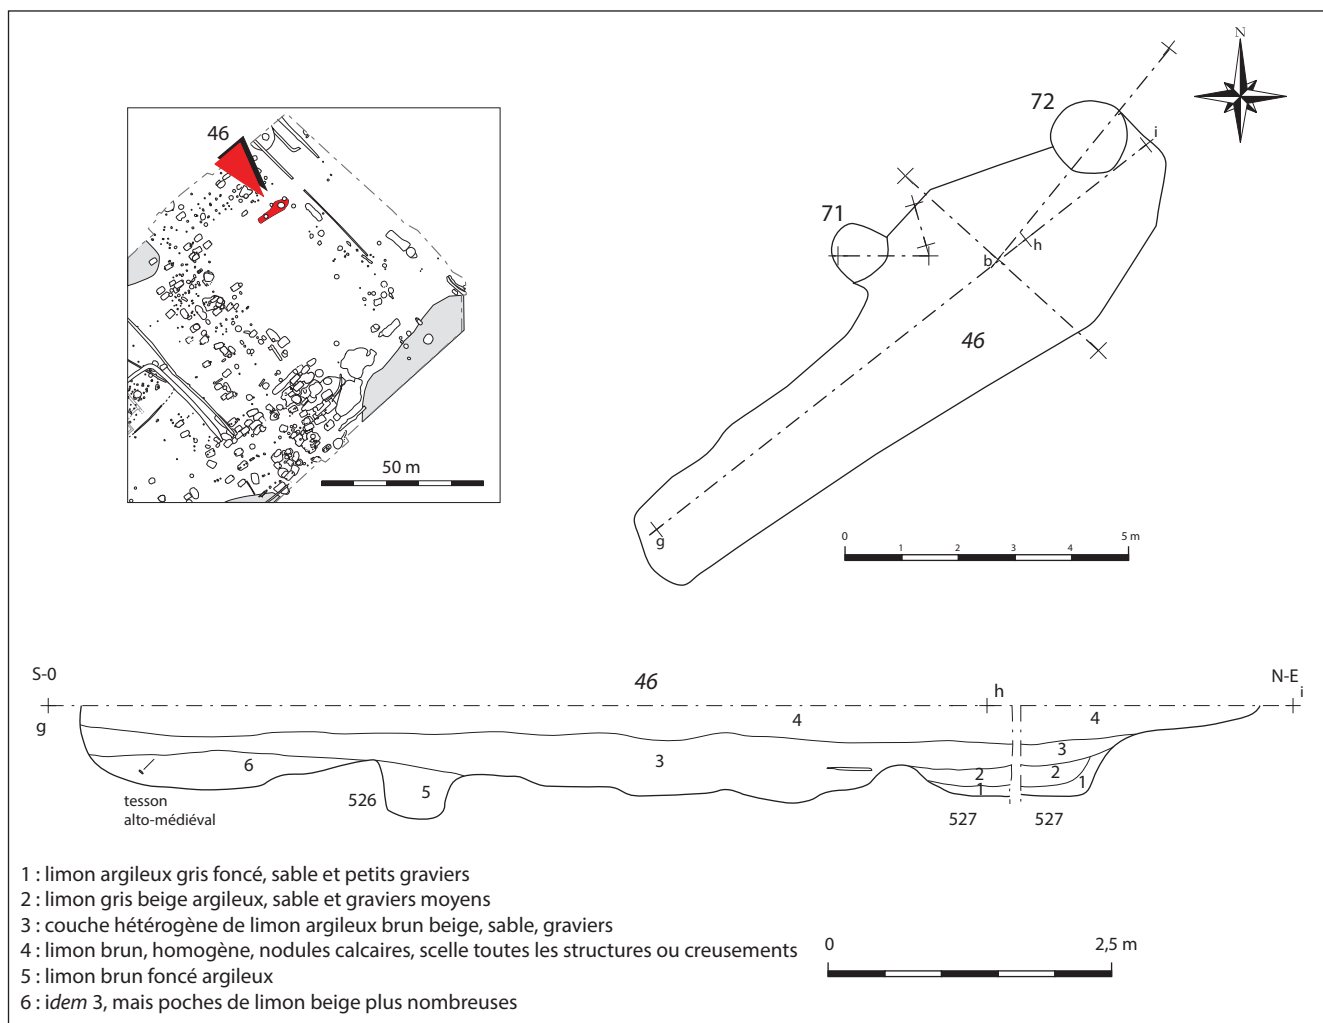 N
46
50 m
72
i
71
h
b
46
g
0 5 m
1 2 3 4
S-0 46 N-E
g h i
4 4
3
3
6 2 2
5 1 1
526
tesson
alto-médiéval
527 527
1 : limon argileux gris foncé, sable et petits graviers
2 : limon gris beige argileux, sable et graviers moyens
3 : couche hétérogène de limon argileux brun beige, sable, graviers
4 : limon brun, homogène, nodules calcaires, scelle toutes les structures ou creusements
5 : limon brun foncé argileux
6 : idem 3, mais poches de limon beige plus nombreuses
0 2,5 m